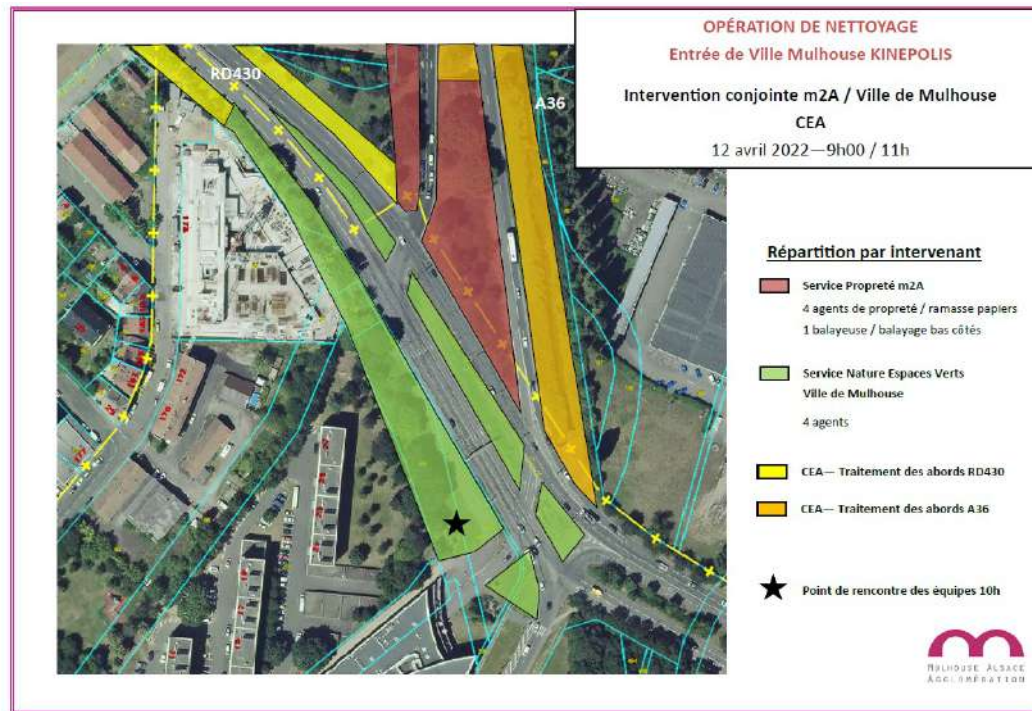 OPÉRATION DE NETTOYAGE
Entrée de Ville Mulhouse KINEPOLIS
Intervention conjointe m2A / Ville de Mulhouse
CEA
12 avril 2022—9h00 / 11h
RD430
A36
Répartition par intervenant
Service Propreté m2A
4 agents de propreté / ramasse papiers
1 balayeuse / balayage bas côtés
Service Nature Espaces Verts
Ville de Mulhouse
4 agents
CEA— Traitement des abords RD430
CEA— Traitement des abords A36
Point de rencontre des équipes 10h
MULHOUSE ALSACE
AGGLOMÉRATION